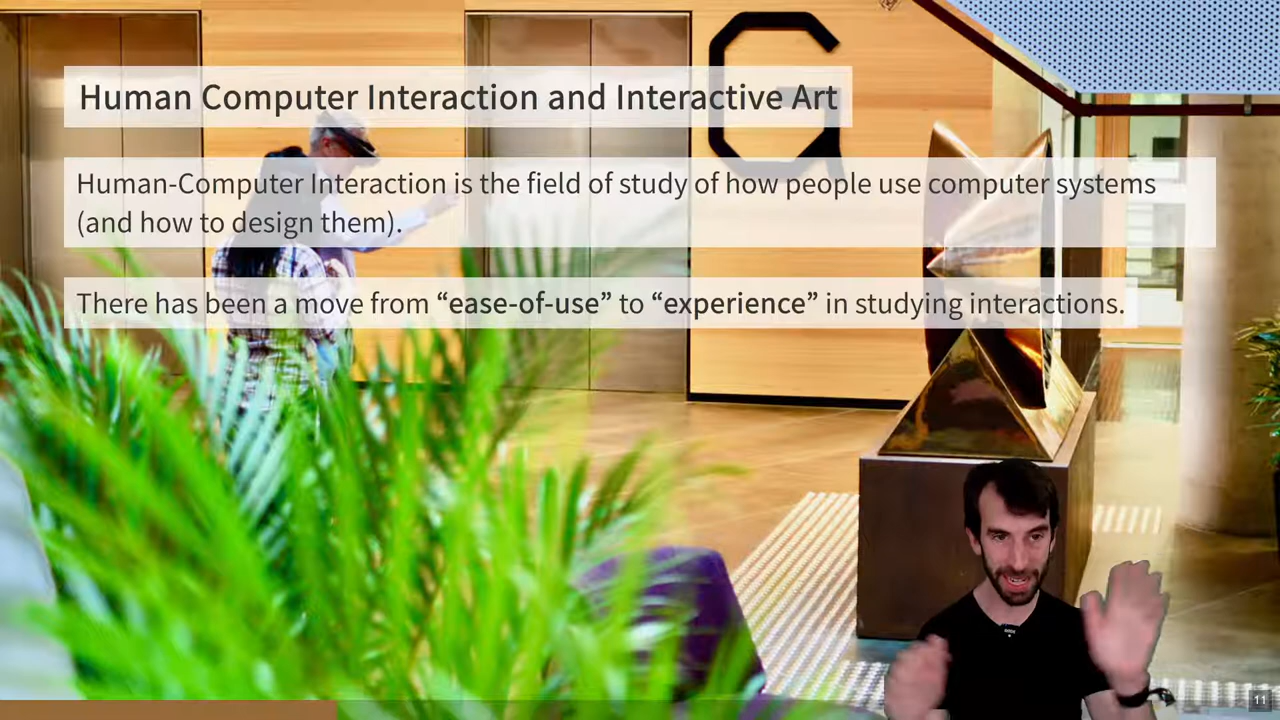 Human Computer Interaction and Interactive Art
Human-Computer Interaction is the field of study of how people use computer systems
(and how to design them).
There has been a move from “ease-of-use” to “experience” in studying interactions.
11